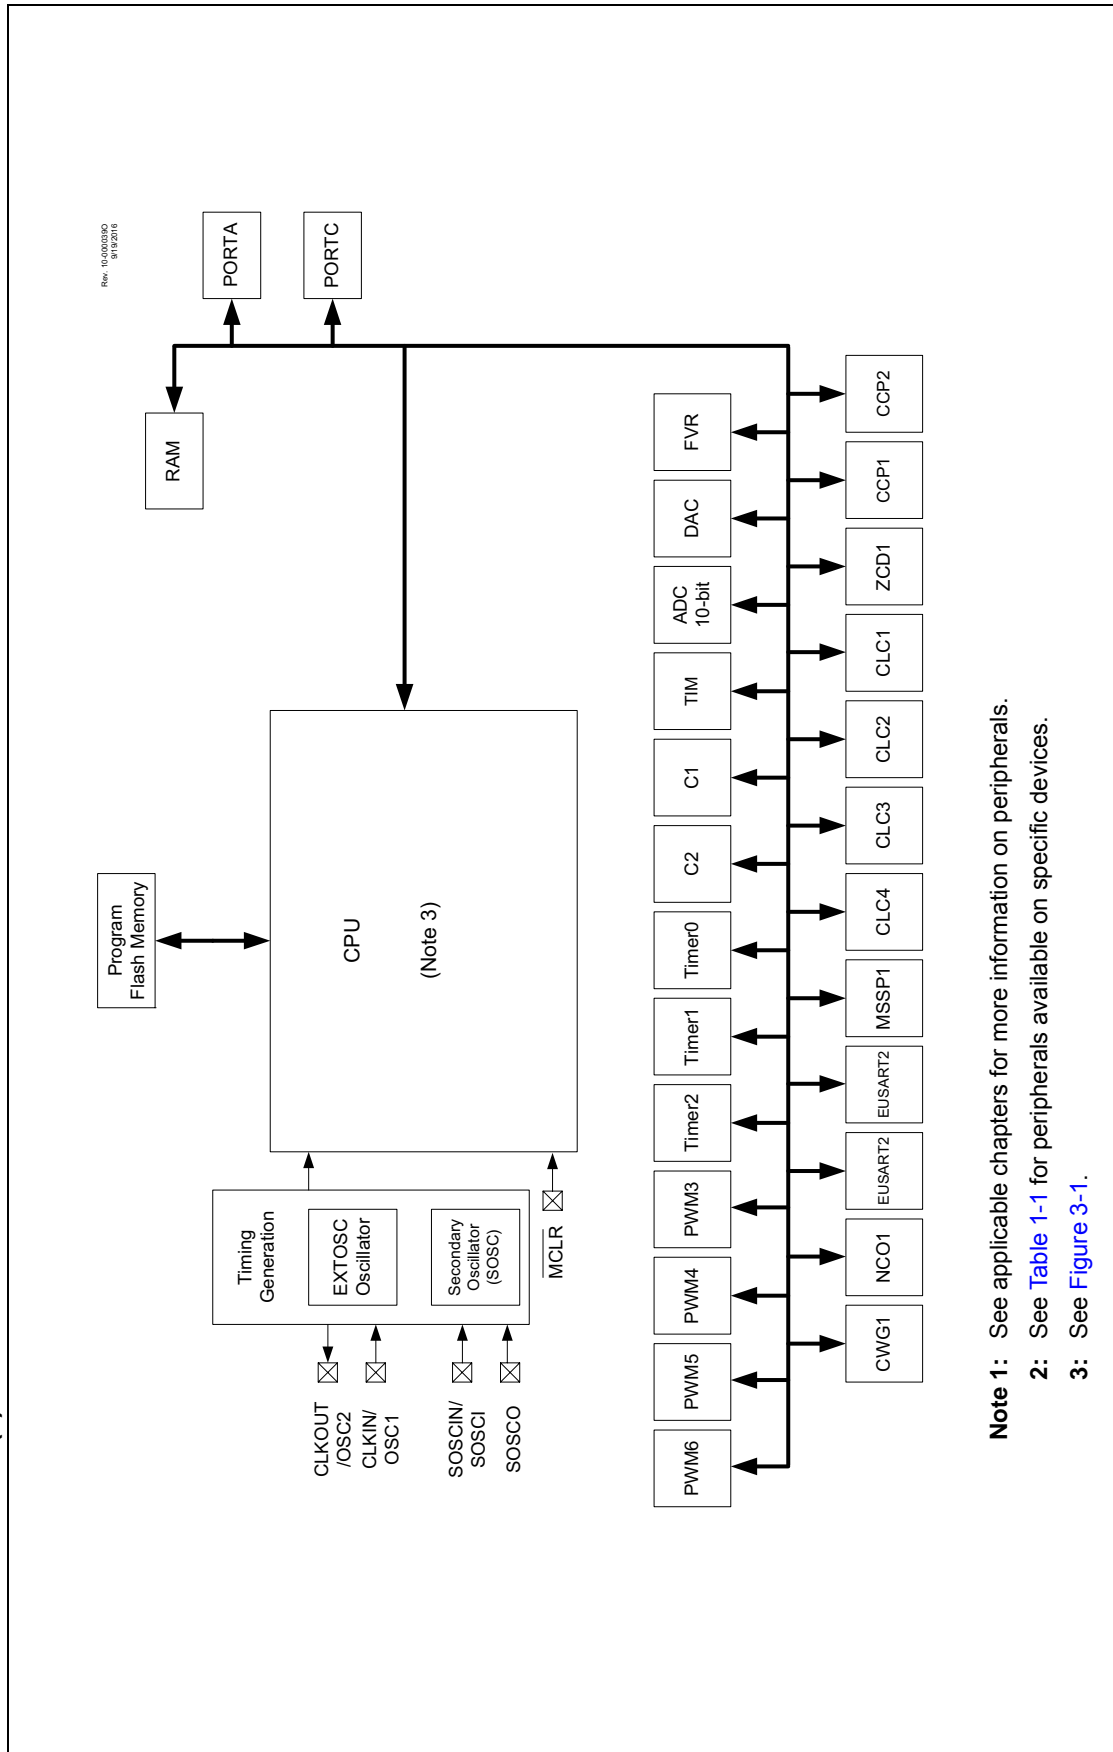 Rev. 10-000039O
9/19/2016
Program
Flash Memory
RAM
PORTA
PORTC
Timing
Generation
EXTOSC
Oscillator
Secondary
Oscillator
(SOSC)
CLKOUT
/OSC2
CLKIN/
OSC1
SOSCIN/
SOSCI
SOSCO
MCLR
CPU
(Note 3)
PWM6
PWM5
PWM4
PWM3
Timer2
Timer1
Timer0
C2
C1
TIM
ADC
10-bit
DAC
FVR
CWG1
NCO1
EUSART2
EUSART2
MSSP1
CLC4
CLC3
CLC2
CLC1
ZCD1
CCP1
CCP2
Note 1: See applicable chapters for more information on peripherals.
2: See Table 1-1 for peripherals available on specific devices.
3: See Figure 3-1.